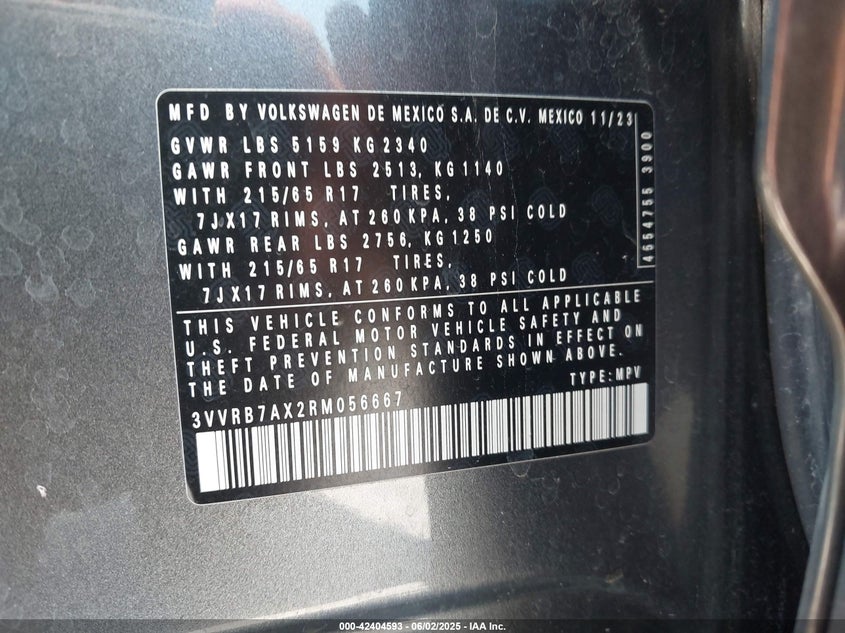 MFD BY VOLKSWAGEN DE MEXICO S.A. DE C.V. MEXICO 11/23
GVWR LBS 5159 KG 2340
GAWR FRONT LBS 2513, KG 1140
WITH 215/65 R17 TIRES,
7JX17 RIMS, AT 260 KPA, 38 PSI COLD
GAWR REAR LBS 2756, KG 1250
WITH 215/65 R17 TIRES,
7JX17 RIMS, AT 260 KPA, 38 PSI COLD
4654755 3900
THIS VEHICLE CONFORMS TO ALL APPLICABLE
U.S. FEDERAL MOTOR VEHICLE SAFETY AND
THEFT PREVENTION STANDARDS IN EFFECT ON
THE DATE OF MANUFACTURE SHOWN ABOVE.
TYPE: MPV
3VVRB7AX2RM056667
000-42404593 - 06/02/2025 - IAA Inc.